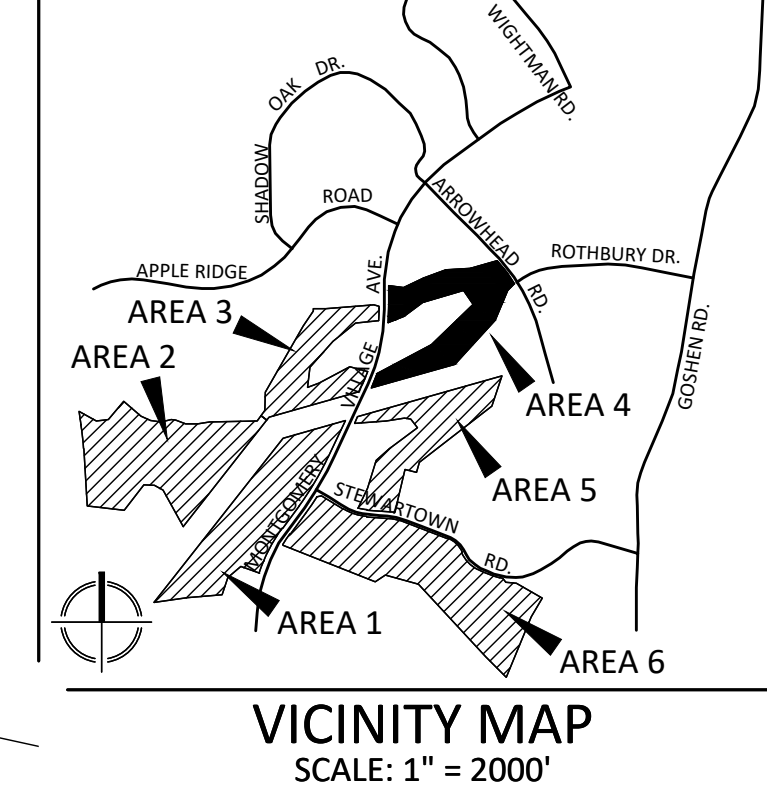 WIGHTMAN RD.
OAK DR.
SHADOW
ROAD
ARROWHEAD
RD.
ROTHBURY DR.
APPLE RIDGE
AVE.
VILLAGE
MONTGOMERY
GOSHEN RD.
AREA 3
AREA 2
AREA 4
AREA 5
STEWARTOWN
RD.
AREA 1
AREA 6
VICINITY MAP
SCALE: 1" = 2000'